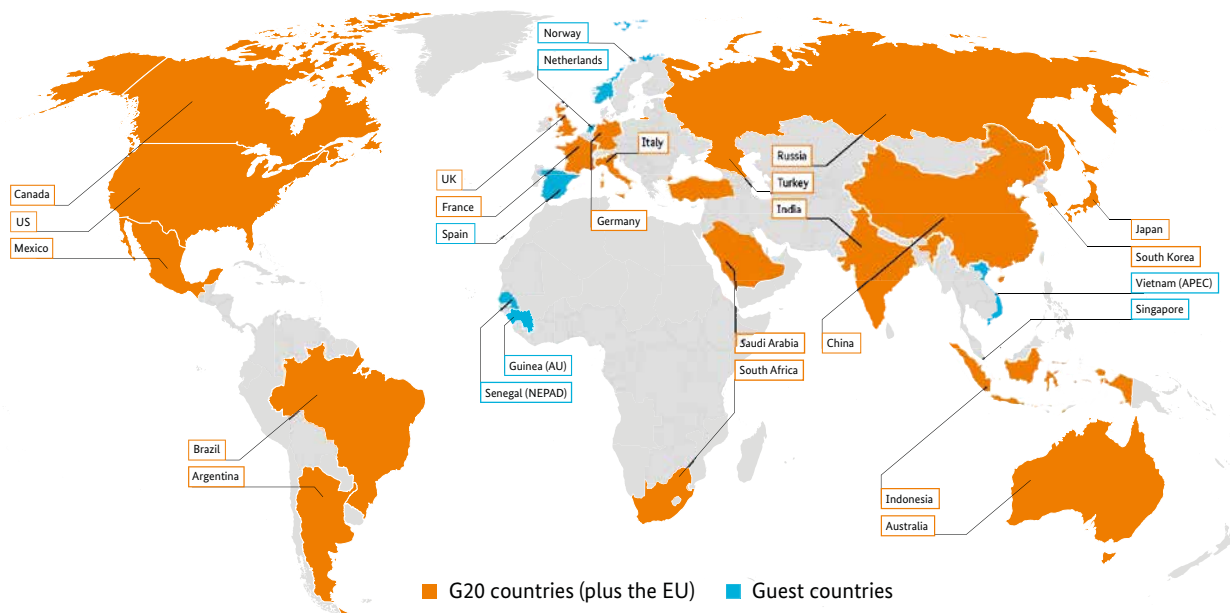 Norway
Netherlands
Italy
Canada
US
Mexico
UK
France
Spain
Germany
Russia
Turkey
India
Japan
South Korea
Vietnam (APEC)
Singapore
Guinea (AU)
Senegal (NEPAD)
Saudi Arabia
South Africa
China
Brazil
Argentina
Indonesia
Australia
G20 countries (plus the EU)
Guest countries